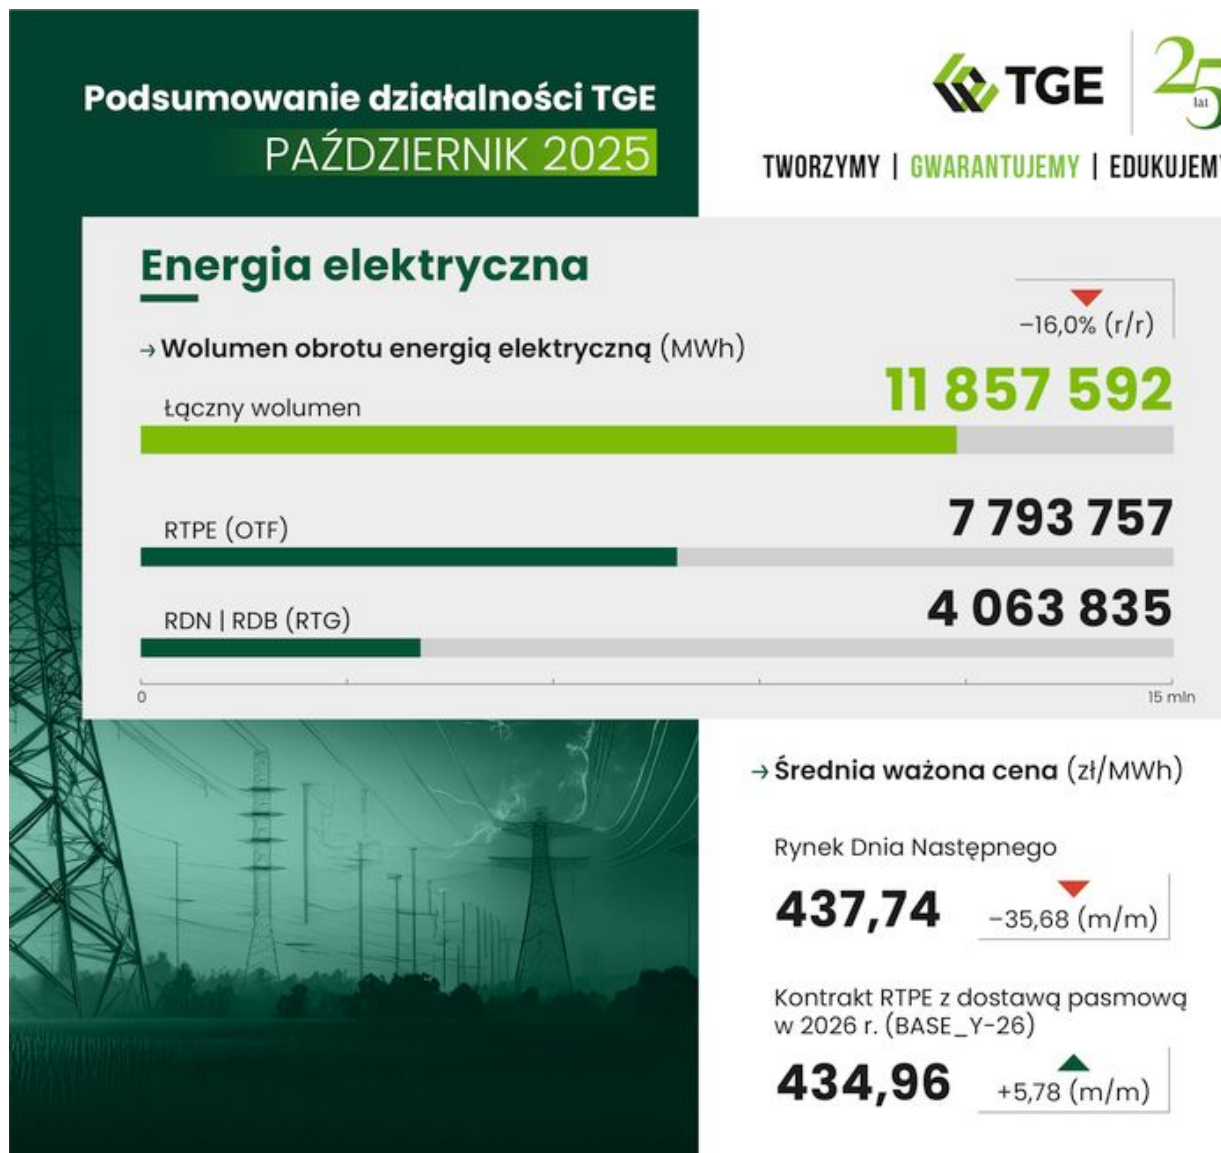 Podsumowanie działalności TGE
PAŹDZIERNIK 2025
TGE
25
lat
TWORZYMY | GWARANTUJEMY | EDUKUJEMY
Energia elektryczna
−16,0% (r/r)
→ Wolumen obrotu energią elektryczną (MWh)
Łączny wolumen
11 857 592
RTPE (OTF)
7 793 757
RDN | RDB (RTG)
4 063 835
0
15 mln
→ Średnia ważona cena (zł/MWh)
Rynek Dnia Następnego
437,74
−35,68 (m/m)
Kontrakt RTPE z dostawą pasmową
w 2026 r. (BASE_Y-26)
434,96
+5,78 (m/m)